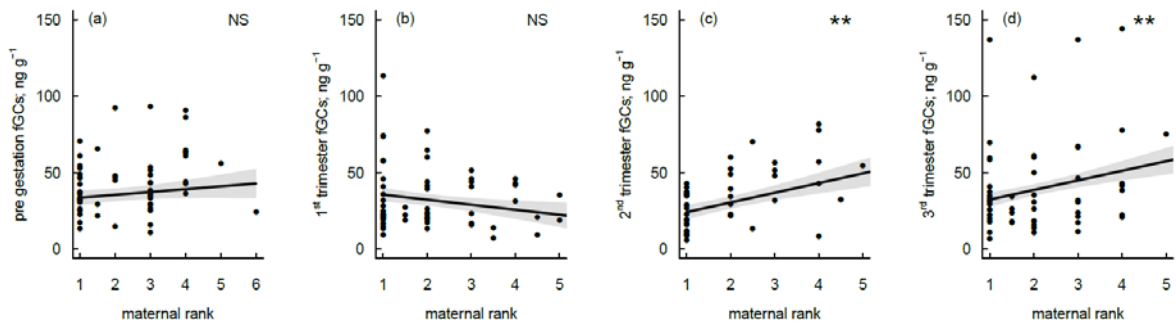 (a) NS
150
100
50
0
pre gestation fGCs; ng g⁻¹
1 2 3 4 5 6
maternal rank
(b) NS
150
100
50
0
1ˢᵗ trimester fGCs; ng g⁻¹
1 2 3 4 5
maternal rank
(c) **
150
100
50
0
2ⁿᵈ trimester fGCs; ng g⁻¹
1 2 3 4 5
maternal rank
(d) **
150
100
50
0
3ʳᵈ trimester fGCs; ng g⁻¹
1 2 3 4 5
maternal rank